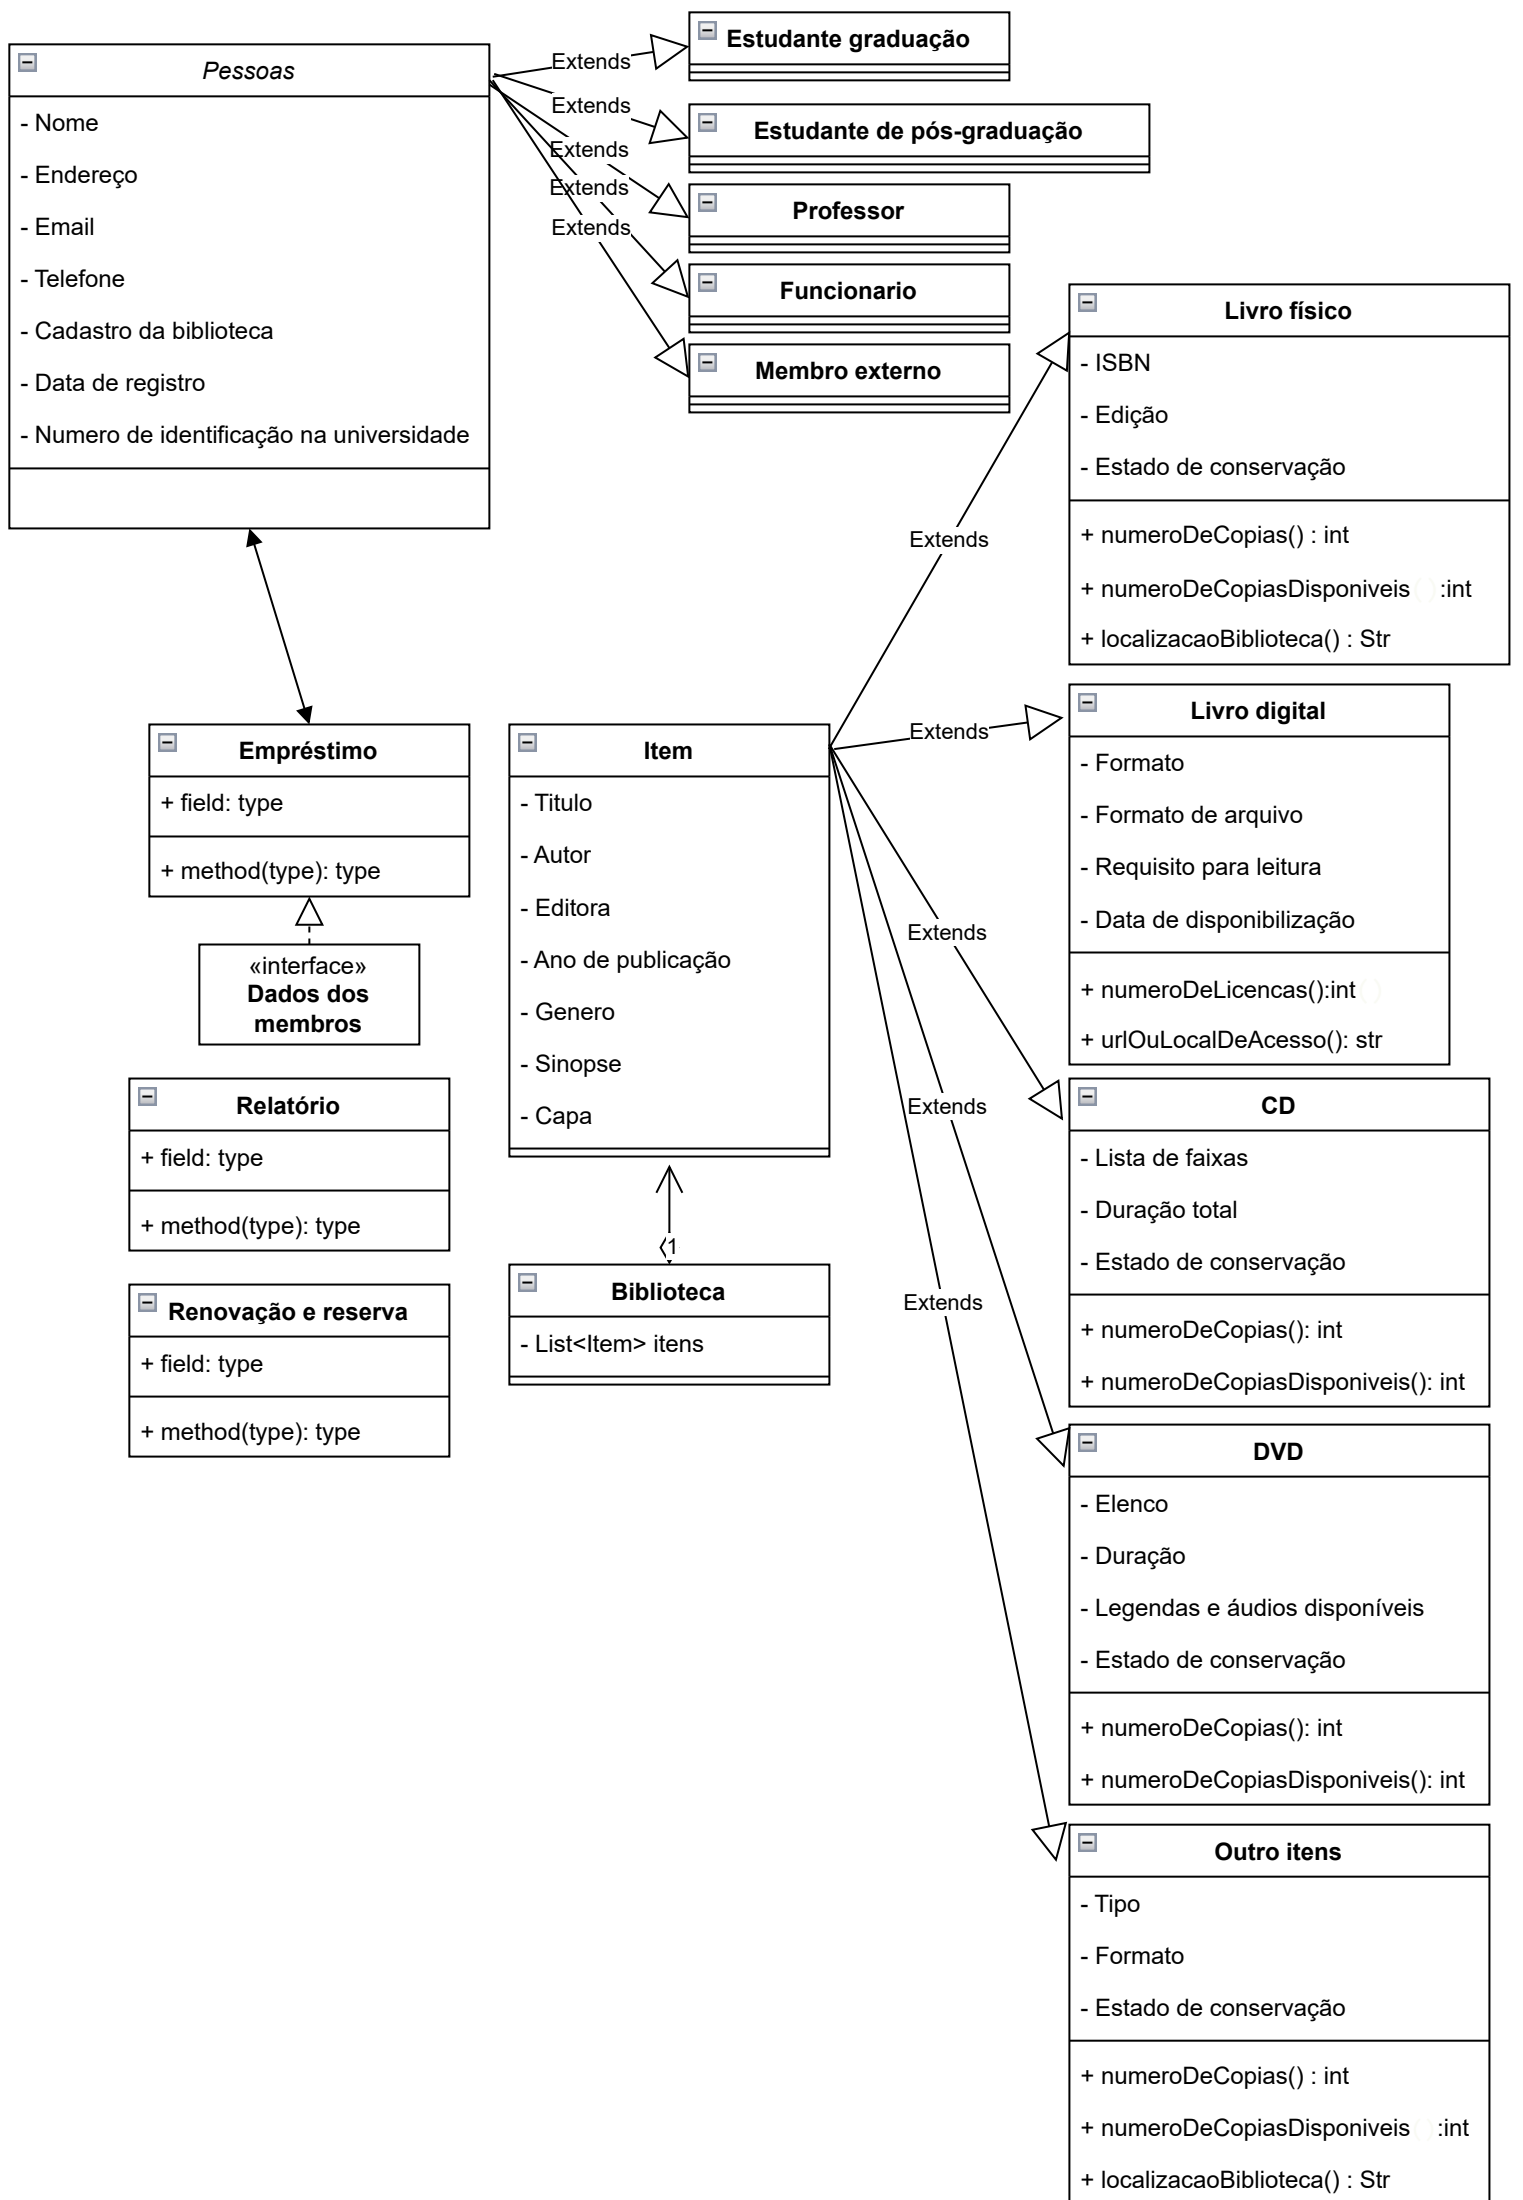 Pessoas
- Nome
- Endereço
- Email
- Telefone
- Cadastro da biblioteca
- Data de registro
- Numero de identificação na universidade
Extends
Extends
Extends
Extends
Extends
Estudante graduação
Estudante de pós-graduação
Professor
Funcionario
Membro externo
Empréstimo
+ field: type
+ method(type): type
«interface»
Dados dos
membros
Relatório
+ field: type
+ method(type): type
Renovação e reserva
+ field: type
+ method(type): type
Item
- Titulo
- Autor
- Editora
- Ano de publicação
- Genero
- Sinopse
- Capa
1
Biblioteca
- List<Item> itens
Extends
Extends
Extends
Extends
Extends
Livro físico
- ISBN
- Edição
- Estado de conservação
+ numeroDeCopias() : int
+ numeroDeCopiasDisponiveis() :int
+ localizacaoBiblioteca() : Str
Livro digital
- Formato
- Formato de arquivo
- Requisito para leitura
- Data de disponibilização
+ numeroDeLicencas():int()
+ urlOuLocalDeAcesso(): str
CD
- Lista de faixas
- Duração total
- Estado de conservação
+ numeroDeCopias(): int
+ numeroDeCopiasDisponiveis(): int
DVD
- Elenco
- Duração
- Legendas e áudios disponíveis
- Estado de conservação
+ numeroDeCopias(): int
+ numeroDeCopiasDisponiveis(): int
Outro itens
- Tipo
- Formato
- Estado de conservação
+ numeroDeCopias() : int
+ numeroDeCopiasDisponiveis() :int
+ localizacaoBiblioteca() : Str